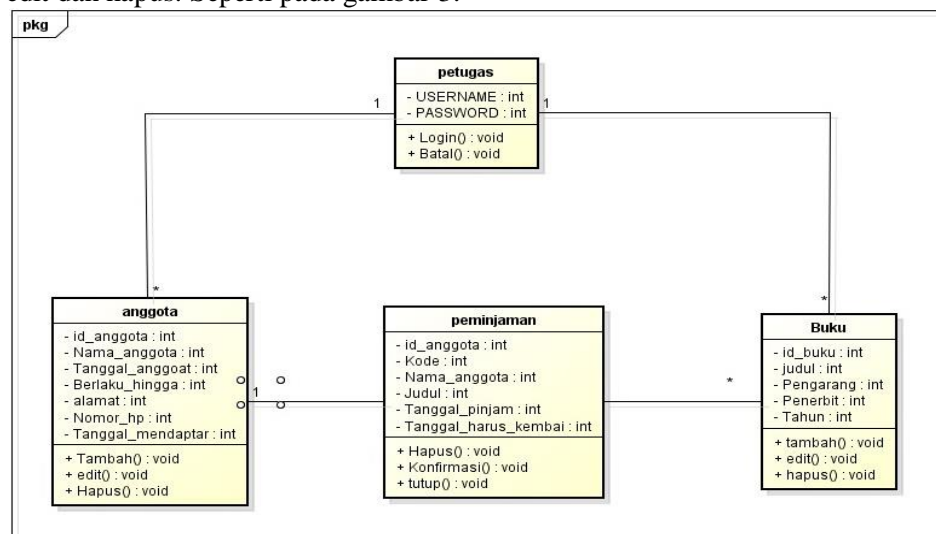 edit dan hapus. Seperti pada gambar 3.
pkg
petugas
- USERNAME : int
- PASSWORD : int
+ Login() : void
+ Batal() : void
1
1
*
*
anggota
- id_anggota : int
- Nama_anggota : int
- Tanggal_anggoat : int
- Berlaku_hingga : int
- alamat : int
- Nomor_hp : int
- Tanggal_mendaptar : int
+ Tambah() : void
+ edit() : void
+ Hapus() : void
1
peminjaman
- id_anggota : int
- Kode : int
- Nama_anggota : int
- Judul : int
- Tanggal_pinjam : int
- Tanggal_harus_kembai : int
+ Hapus() : void
+ Konfirmasi() : void
+ tutup() : void
*
Buku
- id_buku : int
- judul : int
- Pengarang : int
- Penerbit : int
- Tahun : int
+ tambah() : void
+ edit() : void
+ hapus() : void